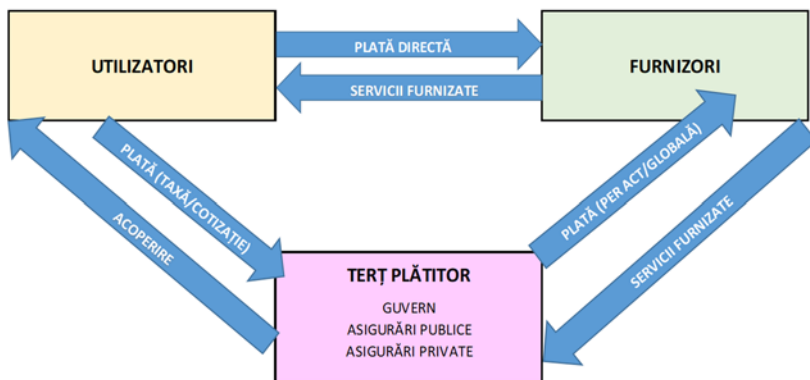 UTILIZATORI
PLATĂ DIRECTĂ
SERVICII FURNIZATE
FURNIZORI
PLATĂ (TAXĂ/COTIZAȚIE)
ACOPERIRE
PLATĂ (PER ACT/GLOBALĂ)
SERVICII FURNIZATE
TERȚ PLĂTITOR
GUVERN
ASIGURĂRI PUBLICE
ASIGURĂRI PRIVATE